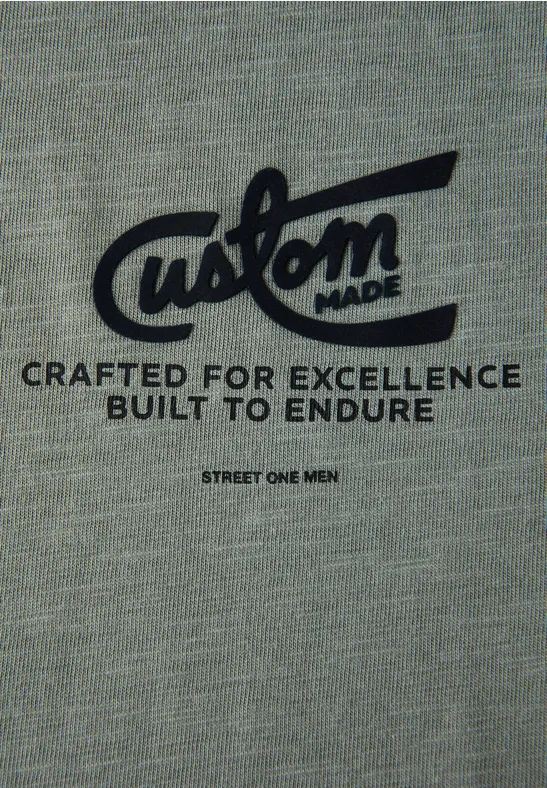 Custom
MADE
CRAFTED FOR EXCELLENCE
BUILT TO ENDURE
STREET ONE MEN